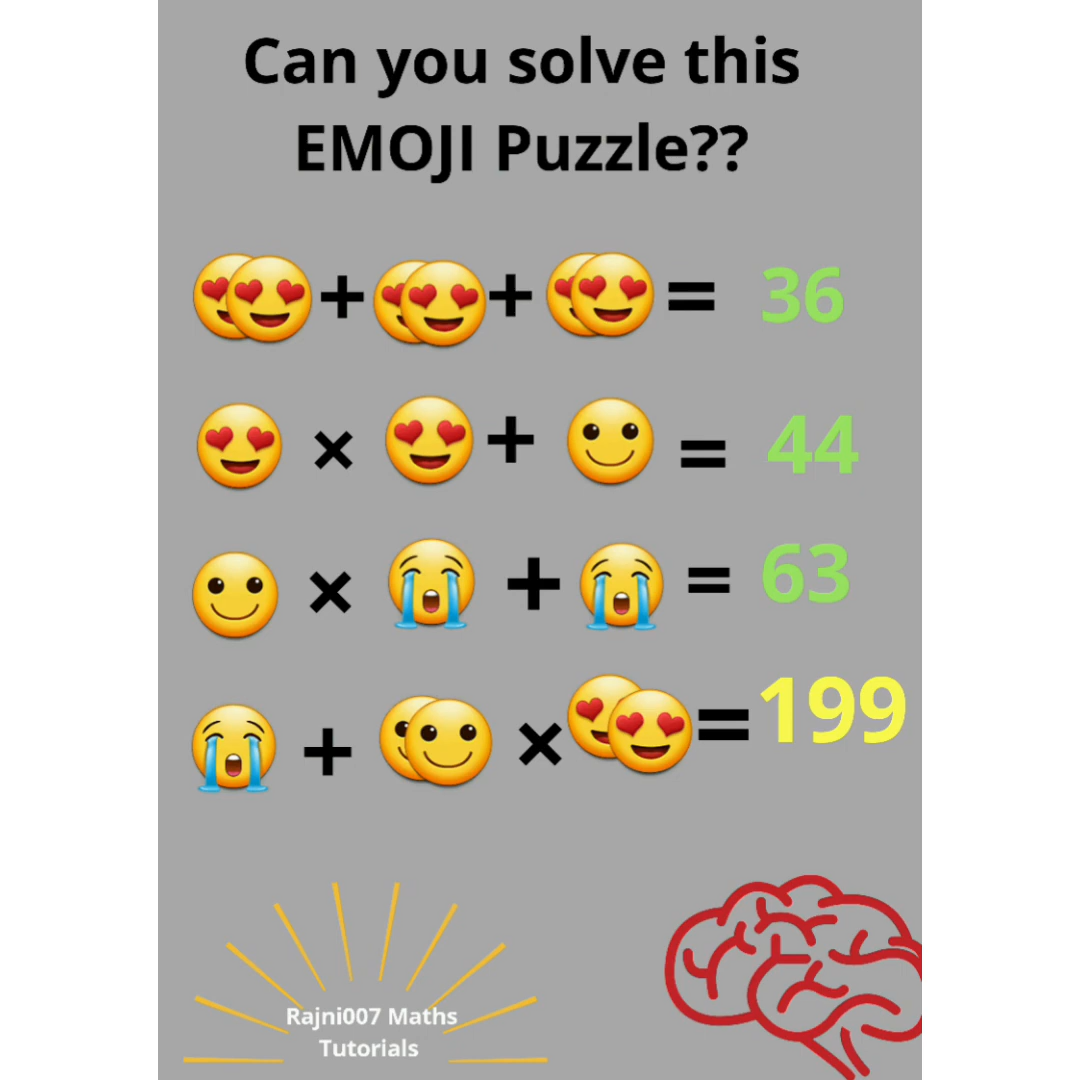 Can you solve this
EMOJI Puzzle??
😍😍+😍😍+😍😍= 36
😍×😍+🙂= 44
🙂×😭+😭= 63
😭+🙂🙂×😍😍=199
Rajni007 Maths
Tutorials